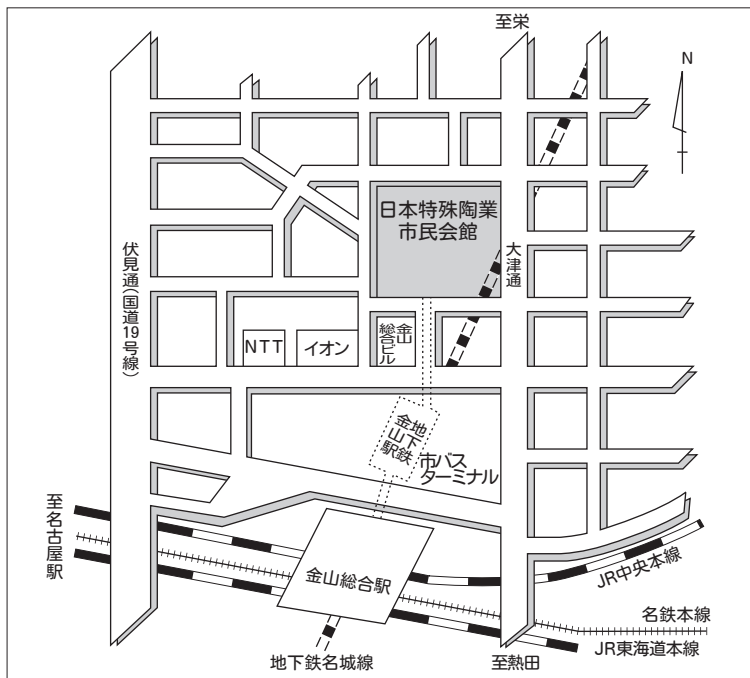 至栄
N
日本特殊陶業
市民会館
大津通
伏見通(国道19号線)
NTT
イオン
金山
総合ビル
地下鉄
金山駅
市バス
ターミナル
至名古屋駅
金山総合駅
JR中央本線
名鉄本線
JR東海道本線
地下鉄名城線
至熱田